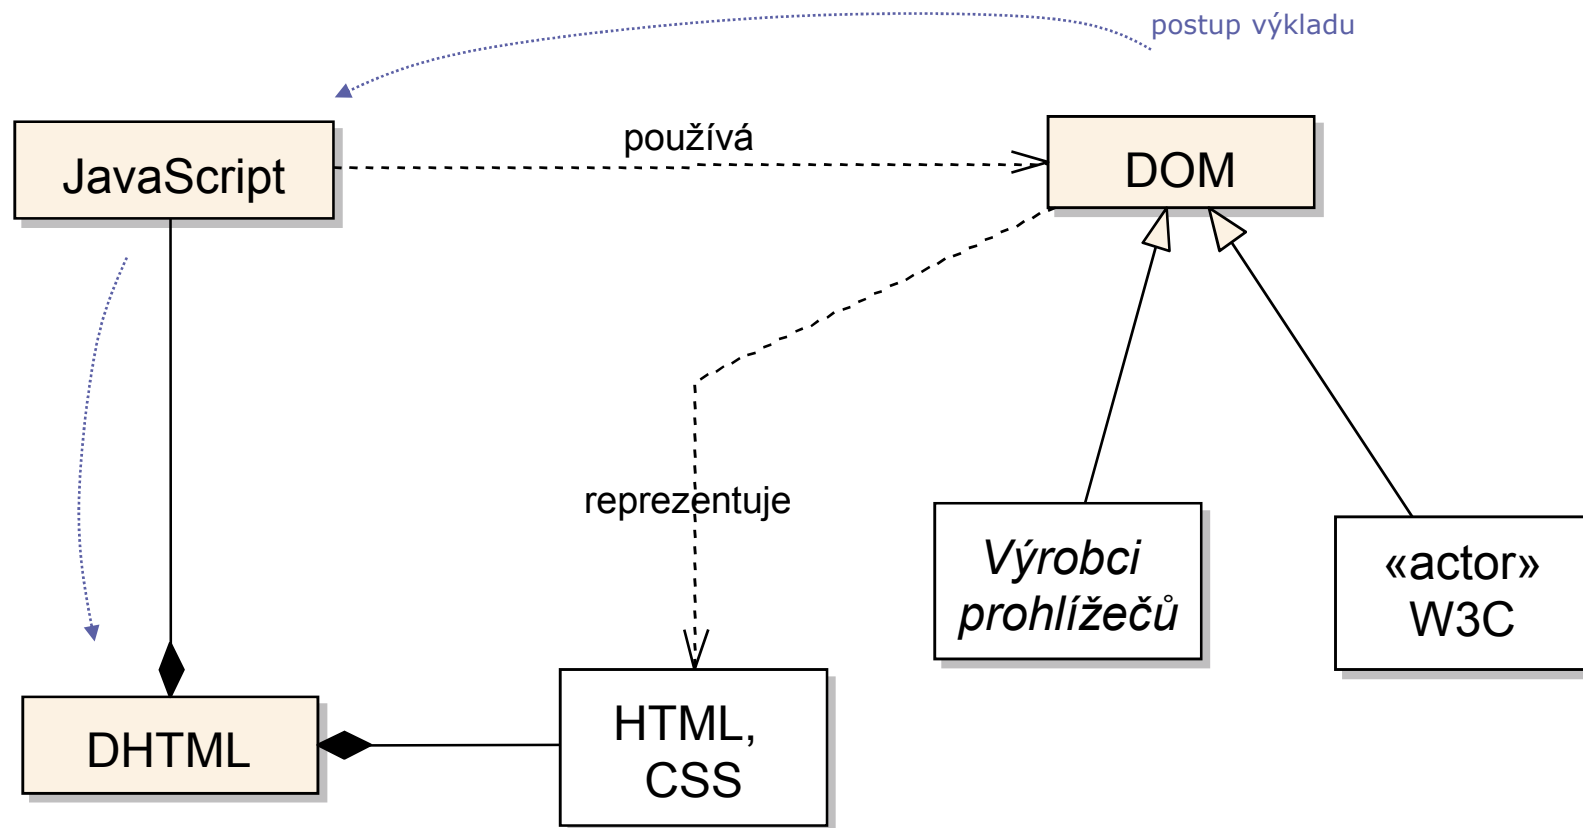 postup výkladu
používá
JavaScript
DOM
reprezentuje
Výrobci
prohlížečů
«actor»
W3C
HTML,
CSS
DHTML